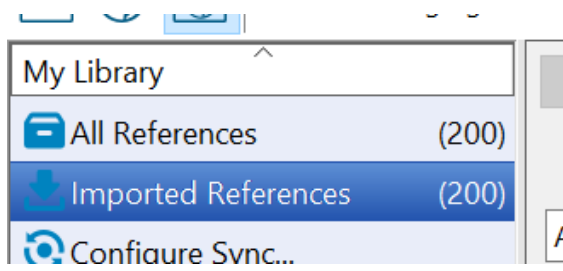 My Library
All References (200)
Imported References (200)
Configure Sync...